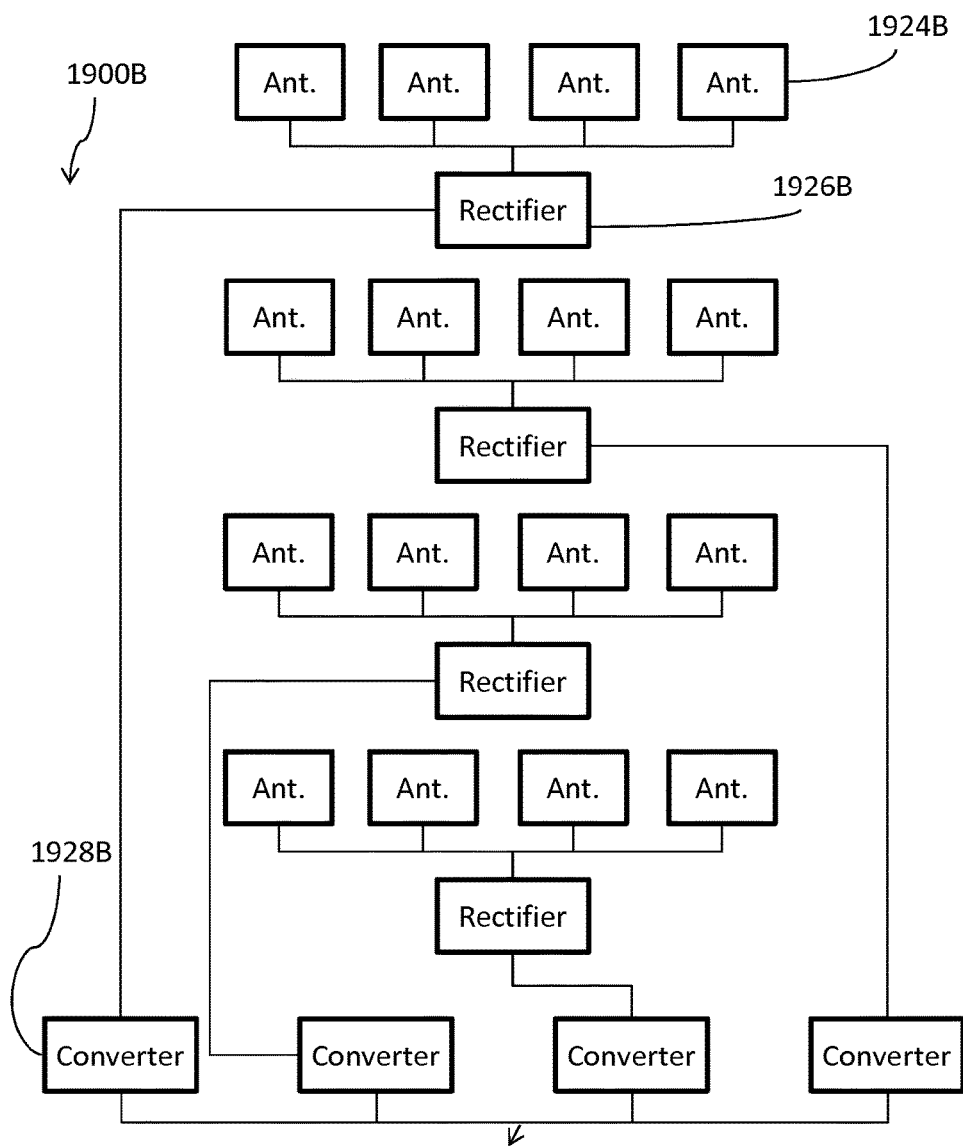 1924B
1900B
Ant. Ant. Ant. Ant.
1926B
Rectifier
Ant. Ant. Ant. Ant.
Rectifier
Ant. Ant. Ant. Ant.
Rectifier
Ant. Ant. Ant. Ant.
1928B
Rectifier
Converter Converter Converter Converter